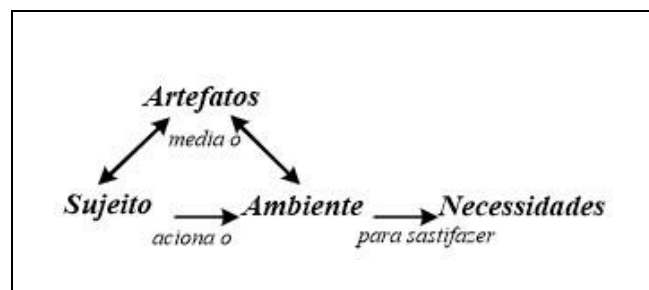 Artefatos
media o
Sujeito
Ambiente
Necessidades
aciona o
para sastifazer